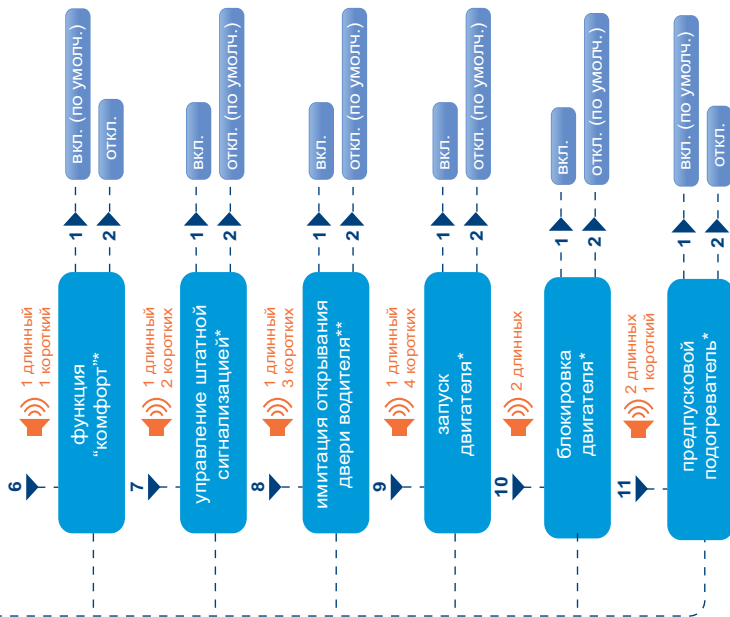 6
1 длинный
1 короткий
функция
“комфорт”*
1
вкл. (по умолч.)
2
откл.
7
1 длинный
2 коротких
управление штатной
сигнализацией*
1
вкл.
2
откл. (по умолч.)
8
1 длинный
3 коротких
имитация открывания
двери водителя**
1
вкл.
2
откл. (по умолч.)
9
1 длинный
4 коротких
запуск
двигателя*
1
вкл.
2
откл. (по умолч.)
10
2 длинных
блокировка
двигателя*
1
вкл.
2
откл. (по умолч.)
11
2 длинных
1 короткий
предпусковой
подогреватель*
1
вкл. (по умолч.)
2
откл.